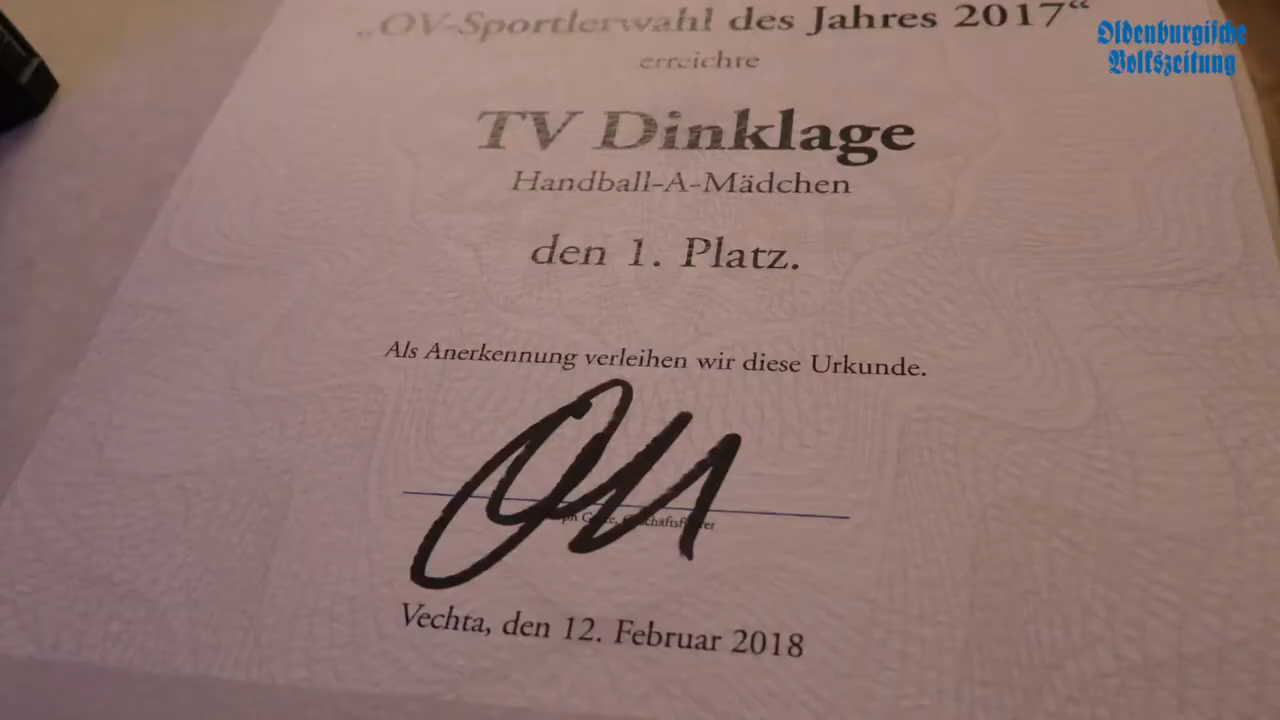 „OV-Sportlerwahl des Jahres 2017“
Oldenburgische
Volkszeitung
erreichte
TV Dinklage
Handball-A-Mädchen
den 1. Platz.
Als Anerkennung verleihen wir diese Urkunde.
Vechta, den 12. Februar 2018